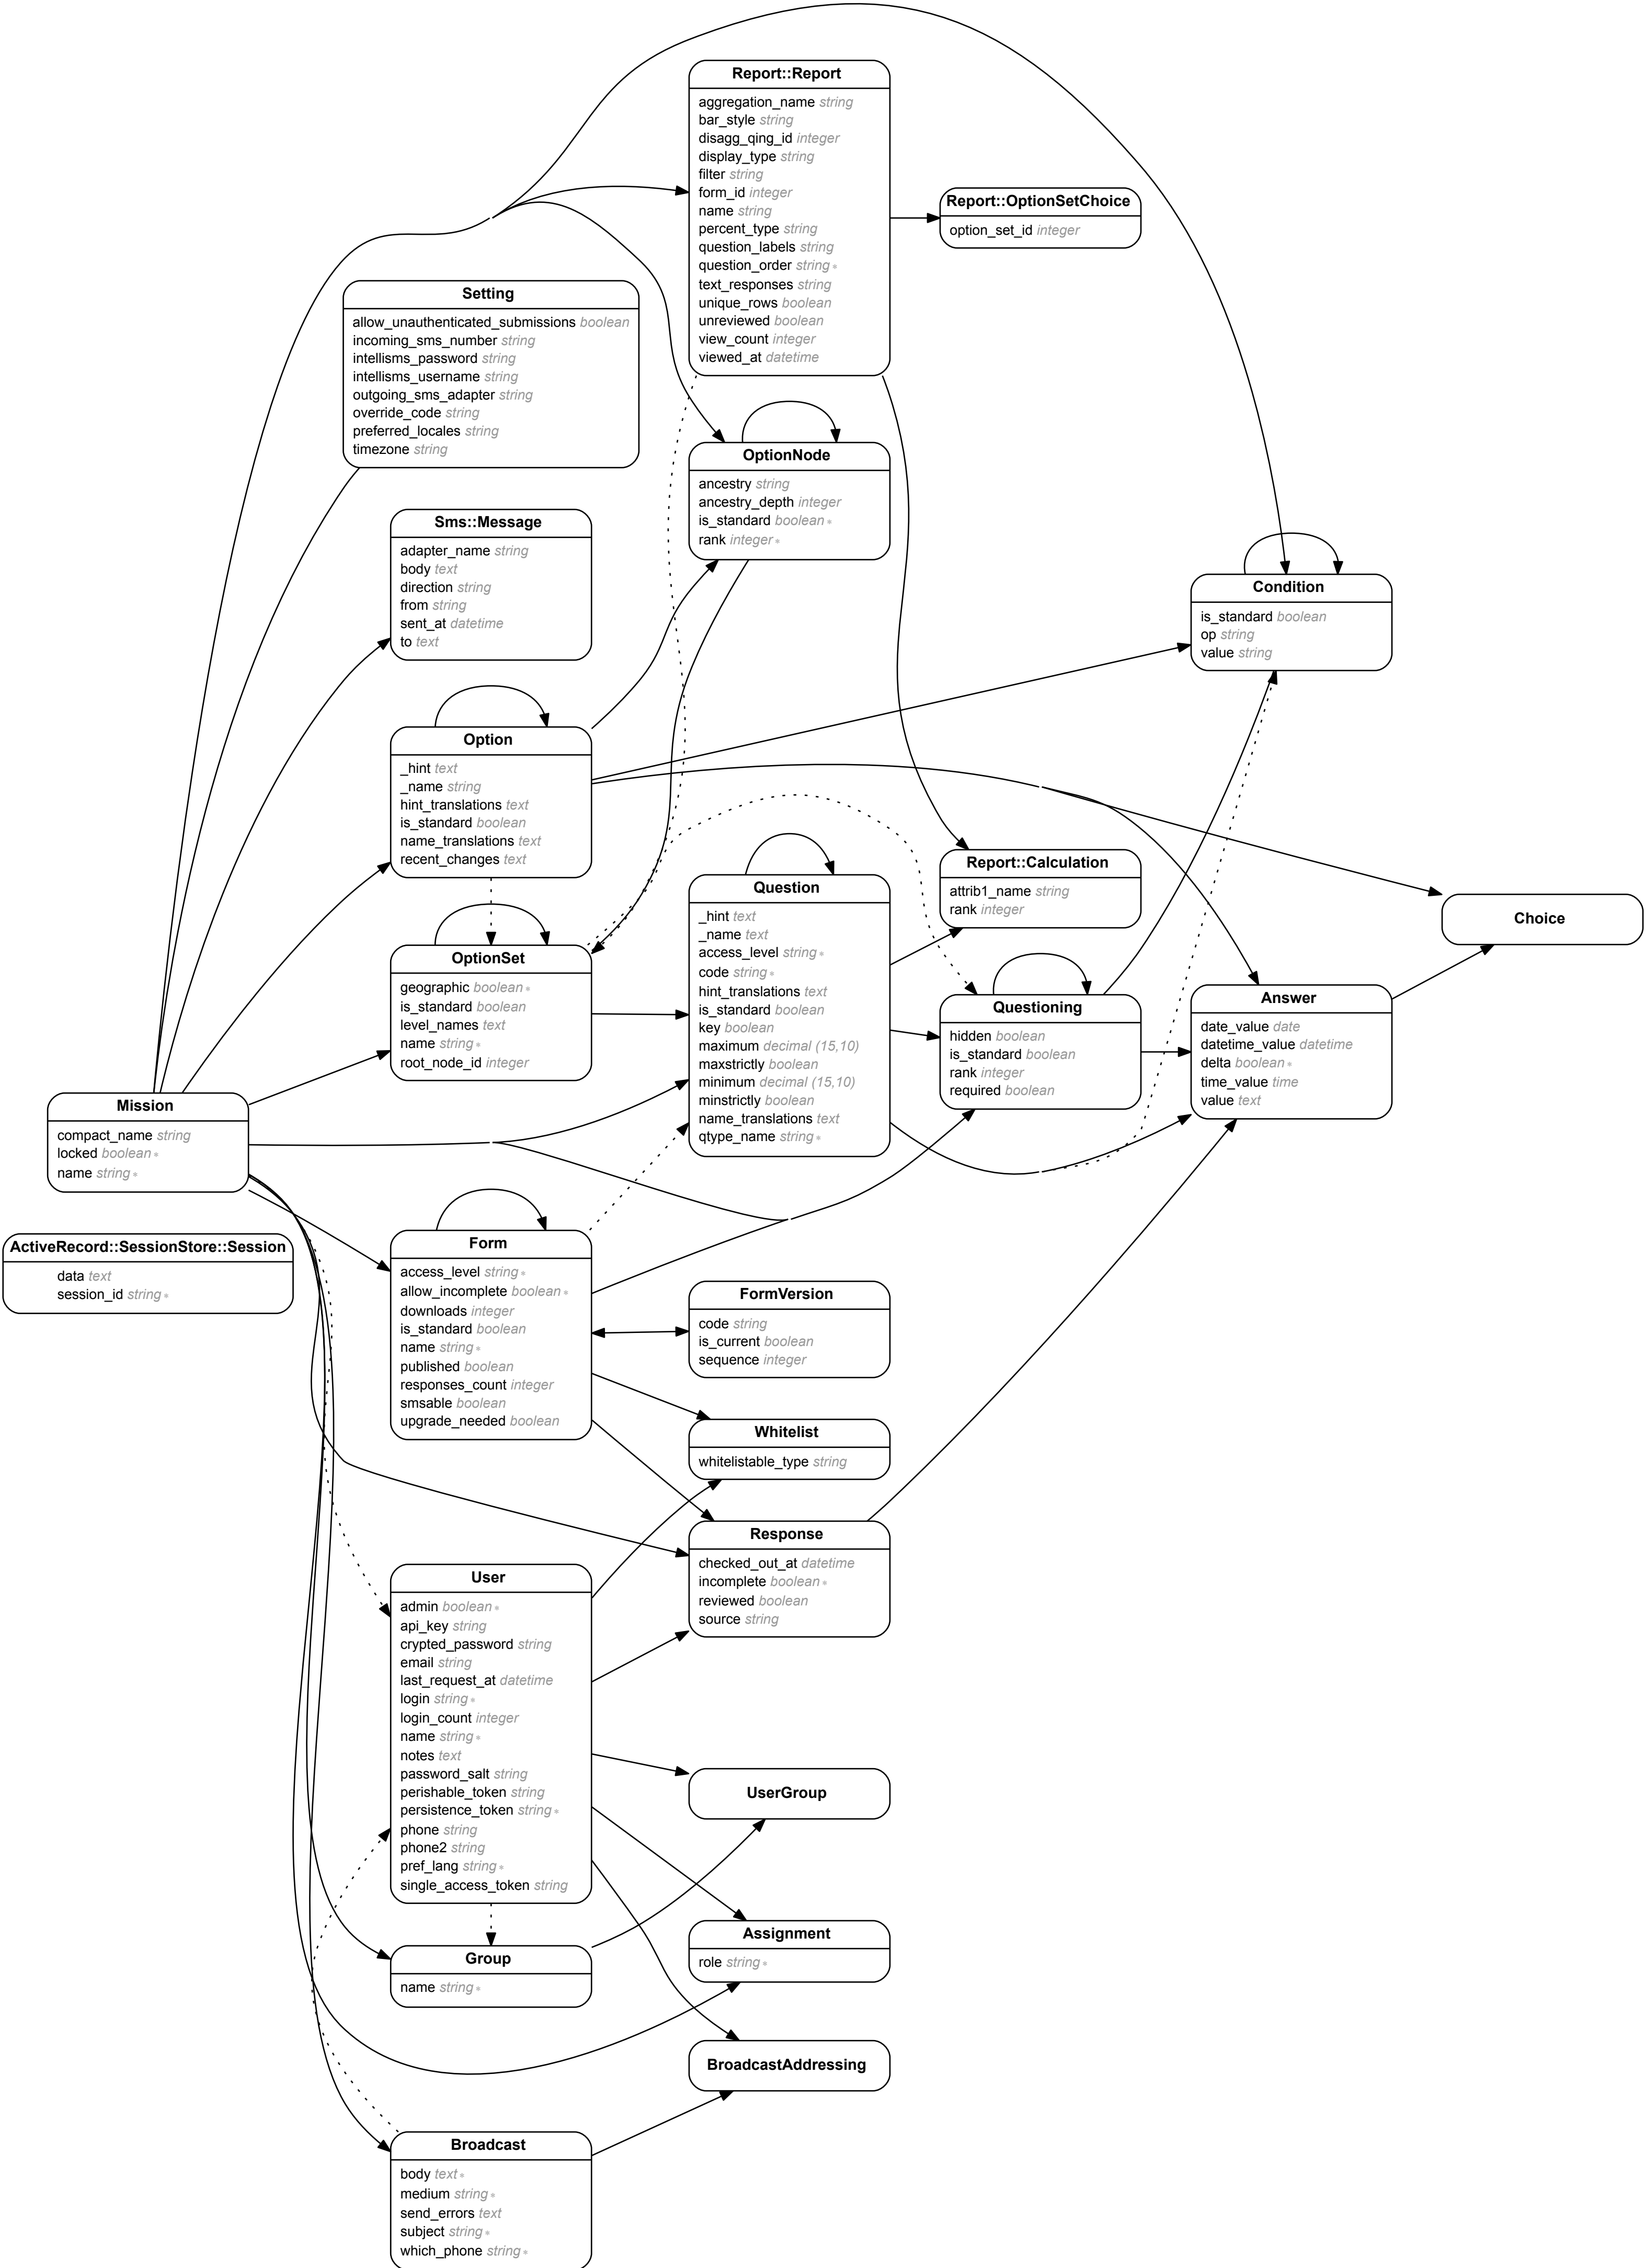 Report::Report
aggregation_name string
bar_style string
disagg_qing_id integer
display_type string
filter string
form_id integer
name string
percent_type string
question_labels string
question_order string *
text_responses string
unique_rows boolean
unreviewed boolean
view_count integer
viewed_at datetime
Report::OptionSetChoice
option_set_id integer
Setting
allow_unauthenticated_submissions boolean
incoming_sms_number string
intellisms_password string
intellisms_username string
outgoing_sms_adapter string
override_code string
preferred_locales string
timezone string
OptionNode
ancestry string
ancestry_depth integer
is_standard boolean *
rank integer *
Sms::Message
adapter_name string
body text
direction string
from string
sent_at datetime
to text
Condition
is_standard boolean
op string
value string
Option
_hint text
_name string
hint_translations text
is_standard boolean
name_translations text
recent_changes text
Report::Calculation
attrib1_name string
rank integer
Question
_hint text
_name text
access_level string *
code string *
hint_translations text
is_standard boolean
key boolean
maximum decimal (15,10)
maxstrictly boolean
minimum decimal (15,10)
minstrictly boolean
name_translations text
qtype_name string *
Choice
OptionSet
geographic boolean *
is_standard boolean
level_names text
name string *
root_node_id integer
Questioning
hidden boolean
is_standard boolean
rank integer
required boolean
Answer
date_value date
datetime_value datetime
delta boolean *
time_value time
value text
Mission
compact_name string
locked boolean *
name string *
ActiveRecord::SessionStore::Session
data text
session_id string *
Form
access_level string *
allow_incomplete boolean *
downloads integer
is_standard boolean
name string *
published boolean
responses_count integer
smsable boolean
upgrade_needed boolean
FormVersion
code string
is_current boolean
sequence integer
Whitelist
whitelistable_type string
Response
checked_out_at datetime
incomplete boolean *
reviewed boolean
source string
User
admin boolean *
api_key string
crypted_password string
email string
last_request_at datetime
login string *
login_count integer
name string *
notes text
password_salt string
perishable_token string
persistence_token string *
phone string
phone2 string
pref_lang string *
single_access_token string
UserGroup
Assignment
role string *
Group
name string *
BroadcastAddressing
Broadcast
body text *
medium string *
send_errors text
subject string *
which_phone string *